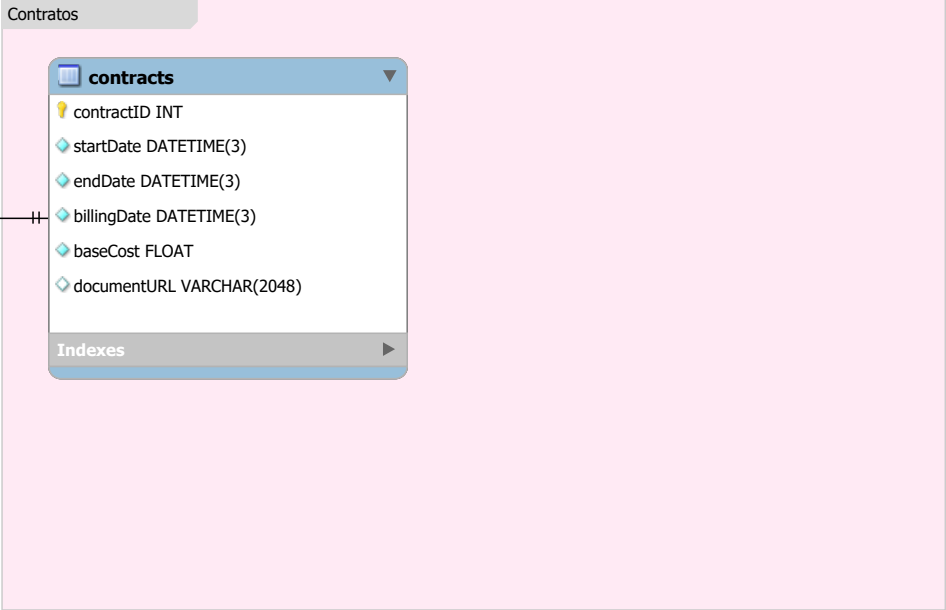 Contratos
contracts
contractID INT
startDate DATETIME(3)
endDate DATETIME(3)
billingDate DATETIME(3)
baseCost FLOAT
documentURL VARCHAR(2048)
Indexes